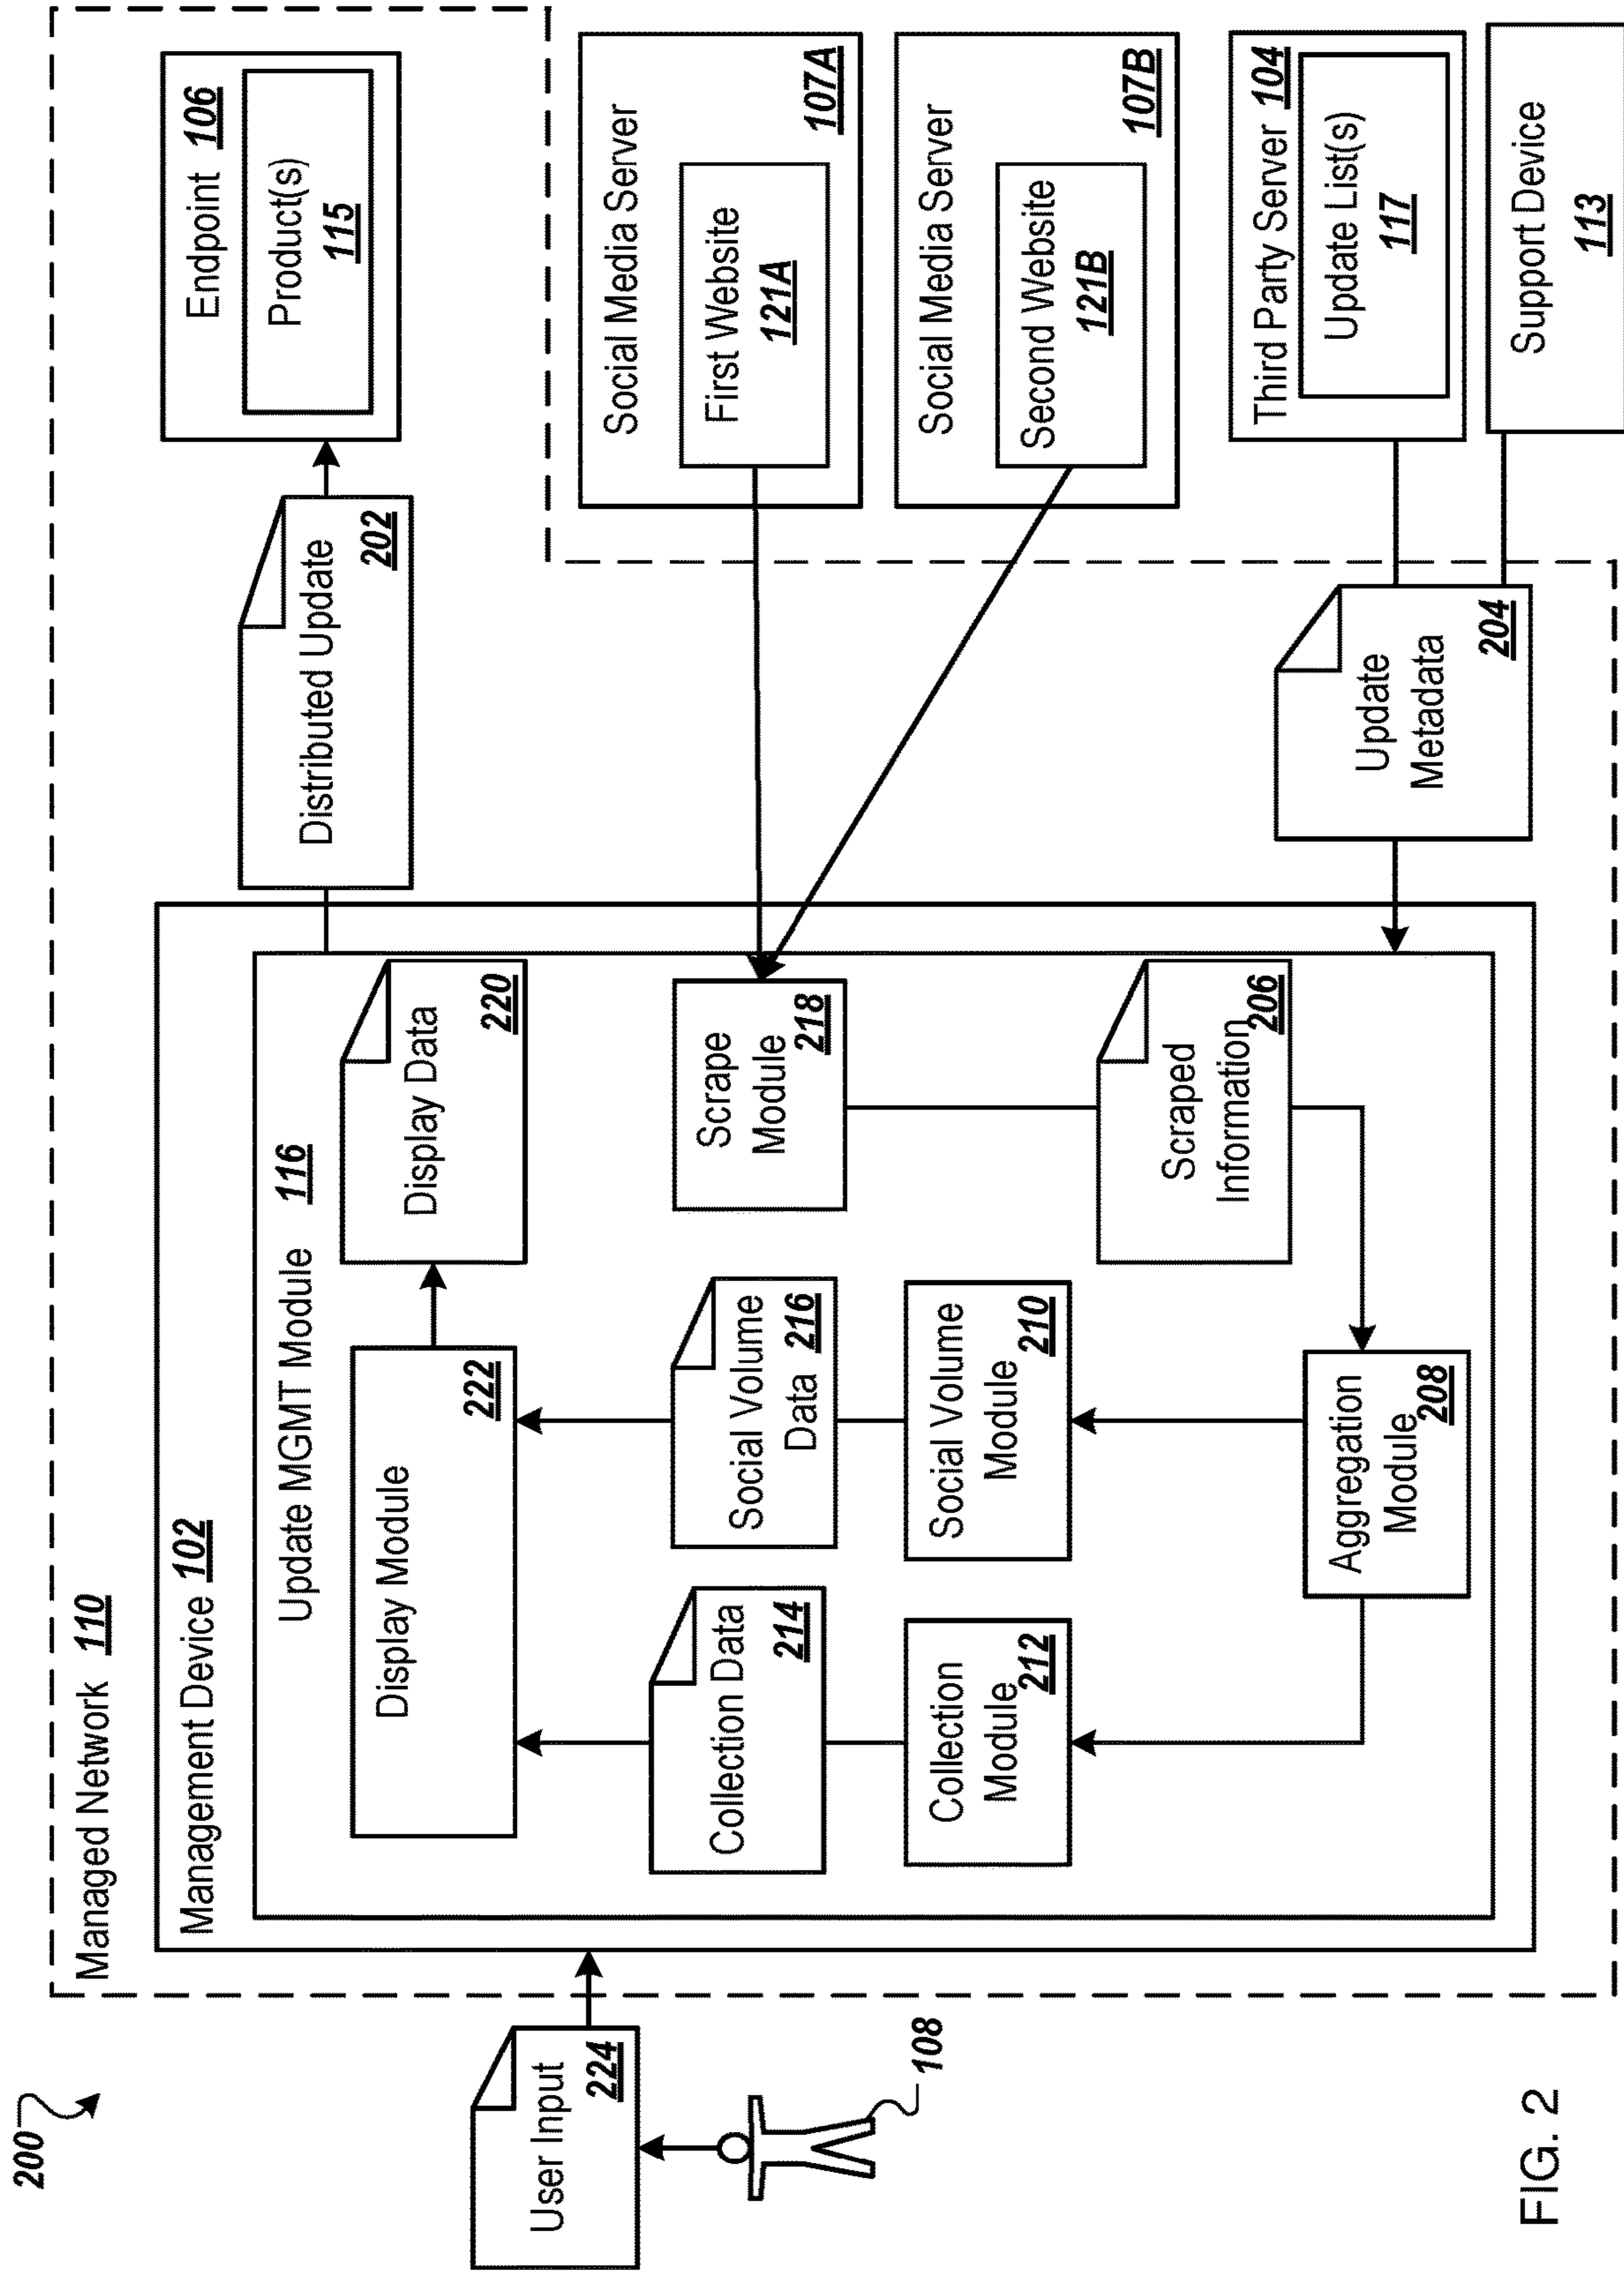 200
Managed Network 110
Management Device 102
Update MGMT Module 116
Display Module
222
Display Data
220
Collection Data
214
Social Volume
Data 216
Collection
Module
212
Social Volume
Module
210
Scrape
Module
218
Scraped
Information
206
Aggregation
Module
208
User Input
224
108
Distributed Update
202
Endpoint 106
Product(s)
115
Social Media Server
107A
First Website
121A
Social Media Server
107B
Second Website
121B
Third Party Server 104
Update List(s)
117
Support Device
113
Update
Metadata
204
FIG. 2